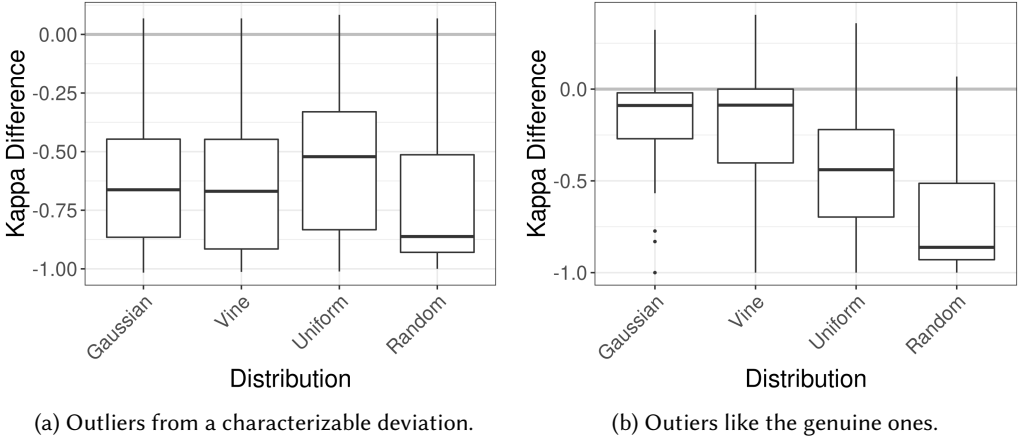 Kappa Difference
0.00
-0.25
-0.50
-0.75
-1.00
Gaussian
Vine
Uniform
Random
Distribution
(a) Outliers from a characterizable deviation.
Kappa Difference
0.0
-0.5
-1.0
Gaussian
Vine
Uniform
Random
Distribution
(b) Outiers like the genuine ones.